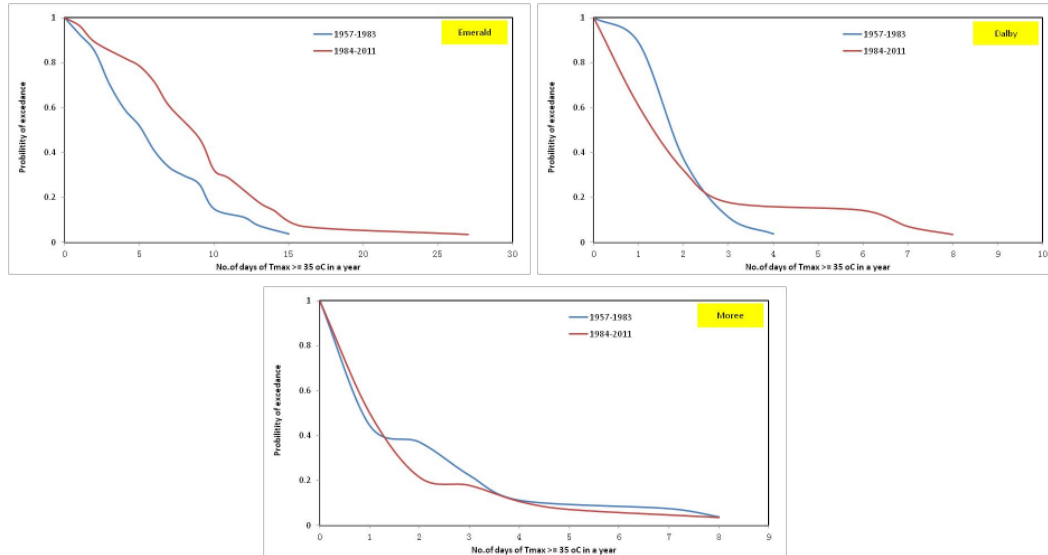 Emerald
1957-1983
1984-2011
Problitity of excedance
1
0.8
0.6
0.4
0.2
0
0 5 10 15 20 25 30
No.of days of Tmax >= 35 oC in a year
Dalby
1957-1983
1984-2011
Problitity of excedance
1
0.8
0.6
0.4
0.2
0
0 1 2 3 4 5 6 7 8 9 10
No.of days of Tmax >= 35 oC in a year
Moree
1957-1983
1984-2011
Problitity of excedance
1
0.8
0.6
0.4
0.2
0
0 1 2 3 4 5 6 7 8 9
No.of days of Tmax >= 35 oC in a year